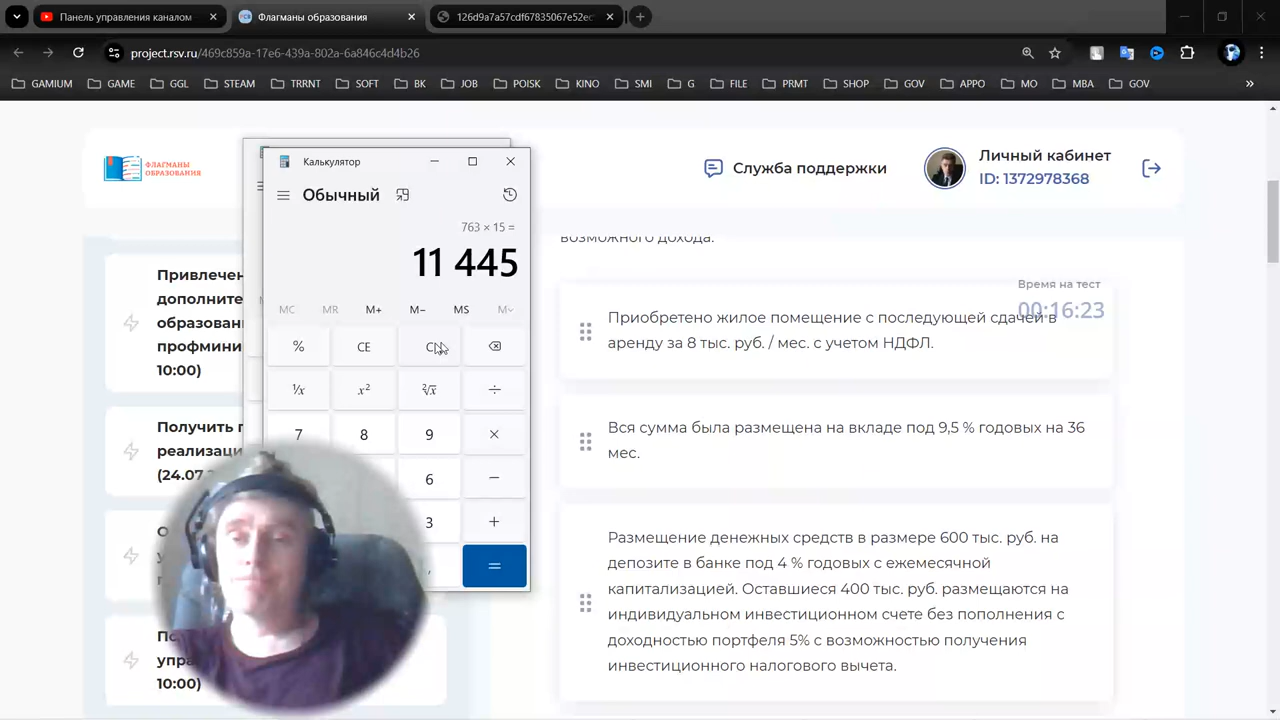 Панель управления каналом
Флагманы образования
126d9a7a57cdf67835067e52ec
project.rsv.ru/469c859a-17e6-439a-802a-6a846c4d4b26
GAMIUM
GAME
GGL
STEAM
TRRNT
SOFT
BK
JOB
POISK
KINO
SMI
G
FILE
PRMT
SHOP
GOV
APPO
MO
MBA
GOV
»
ФЛАГМАНЫ
ОБРАЗОВАНИЯ
Служба поддержки
Личный кабинет
ID: 1372978368
Привлечен
дополните
образован
профмини
10:00)
Получить п
реализаци
(24.07.2
О
у
По
упра
10:00)
Калькулятор
Обычный
763 × 15 =
11 445
MC MR M+ M− MS M˅
% CE C
¹/x x² ²√x ÷
7 8 9 ×
6 −
3 +
, =
возможного дохода.
Время на тест
00:16:23
Приобретено жилое помещение с последующей сдачей в
аренду за 8 тыс. руб. / мес. с учетом НДФЛ.
Вся сумма была размещена на вкладе под 9,5 % годовых на 36
мес.
Размещение денежных средств в размере 600 тыс. руб. на
депозите в банке под 4 % годовых с ежемесячной
капитализацией. Оставшиеся 400 тыс. руб. размещаются на
индивидуальном инвестиционном счете без пополнения с
доходностью портфеля 5% с возможностью получения
инвестиционного налогового вычета.